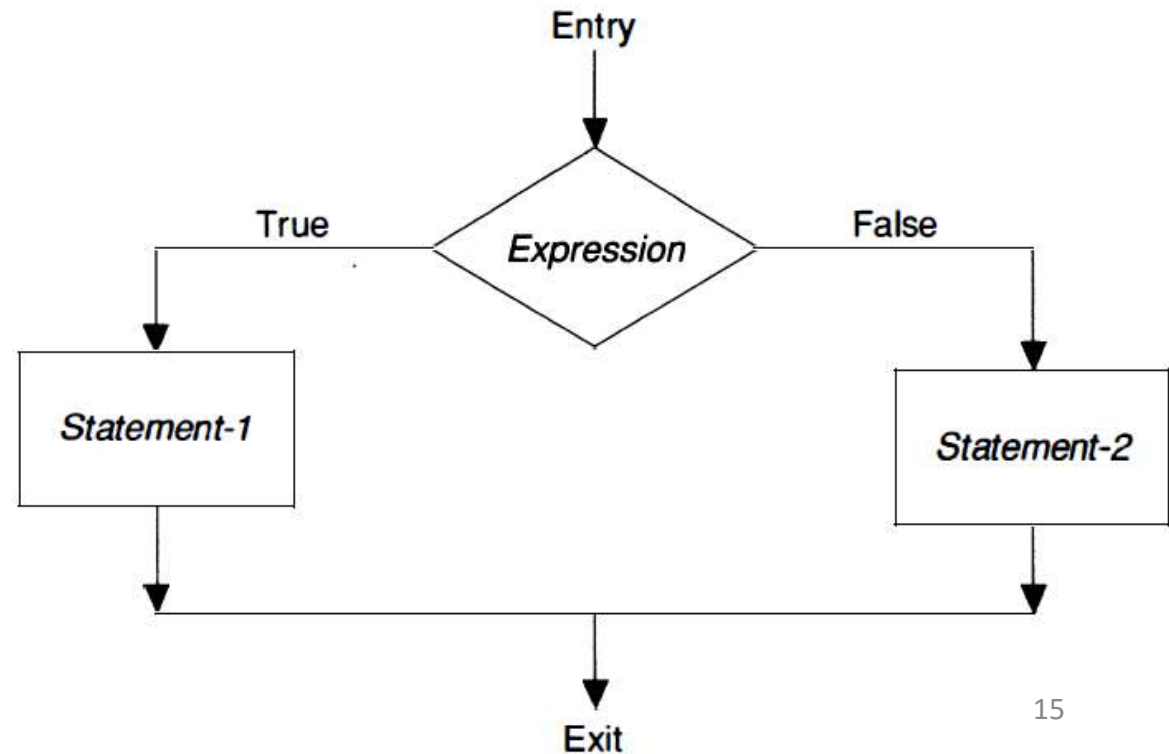 Entry
True
False
Expression
Statement-1
Statement-2
15
Exit